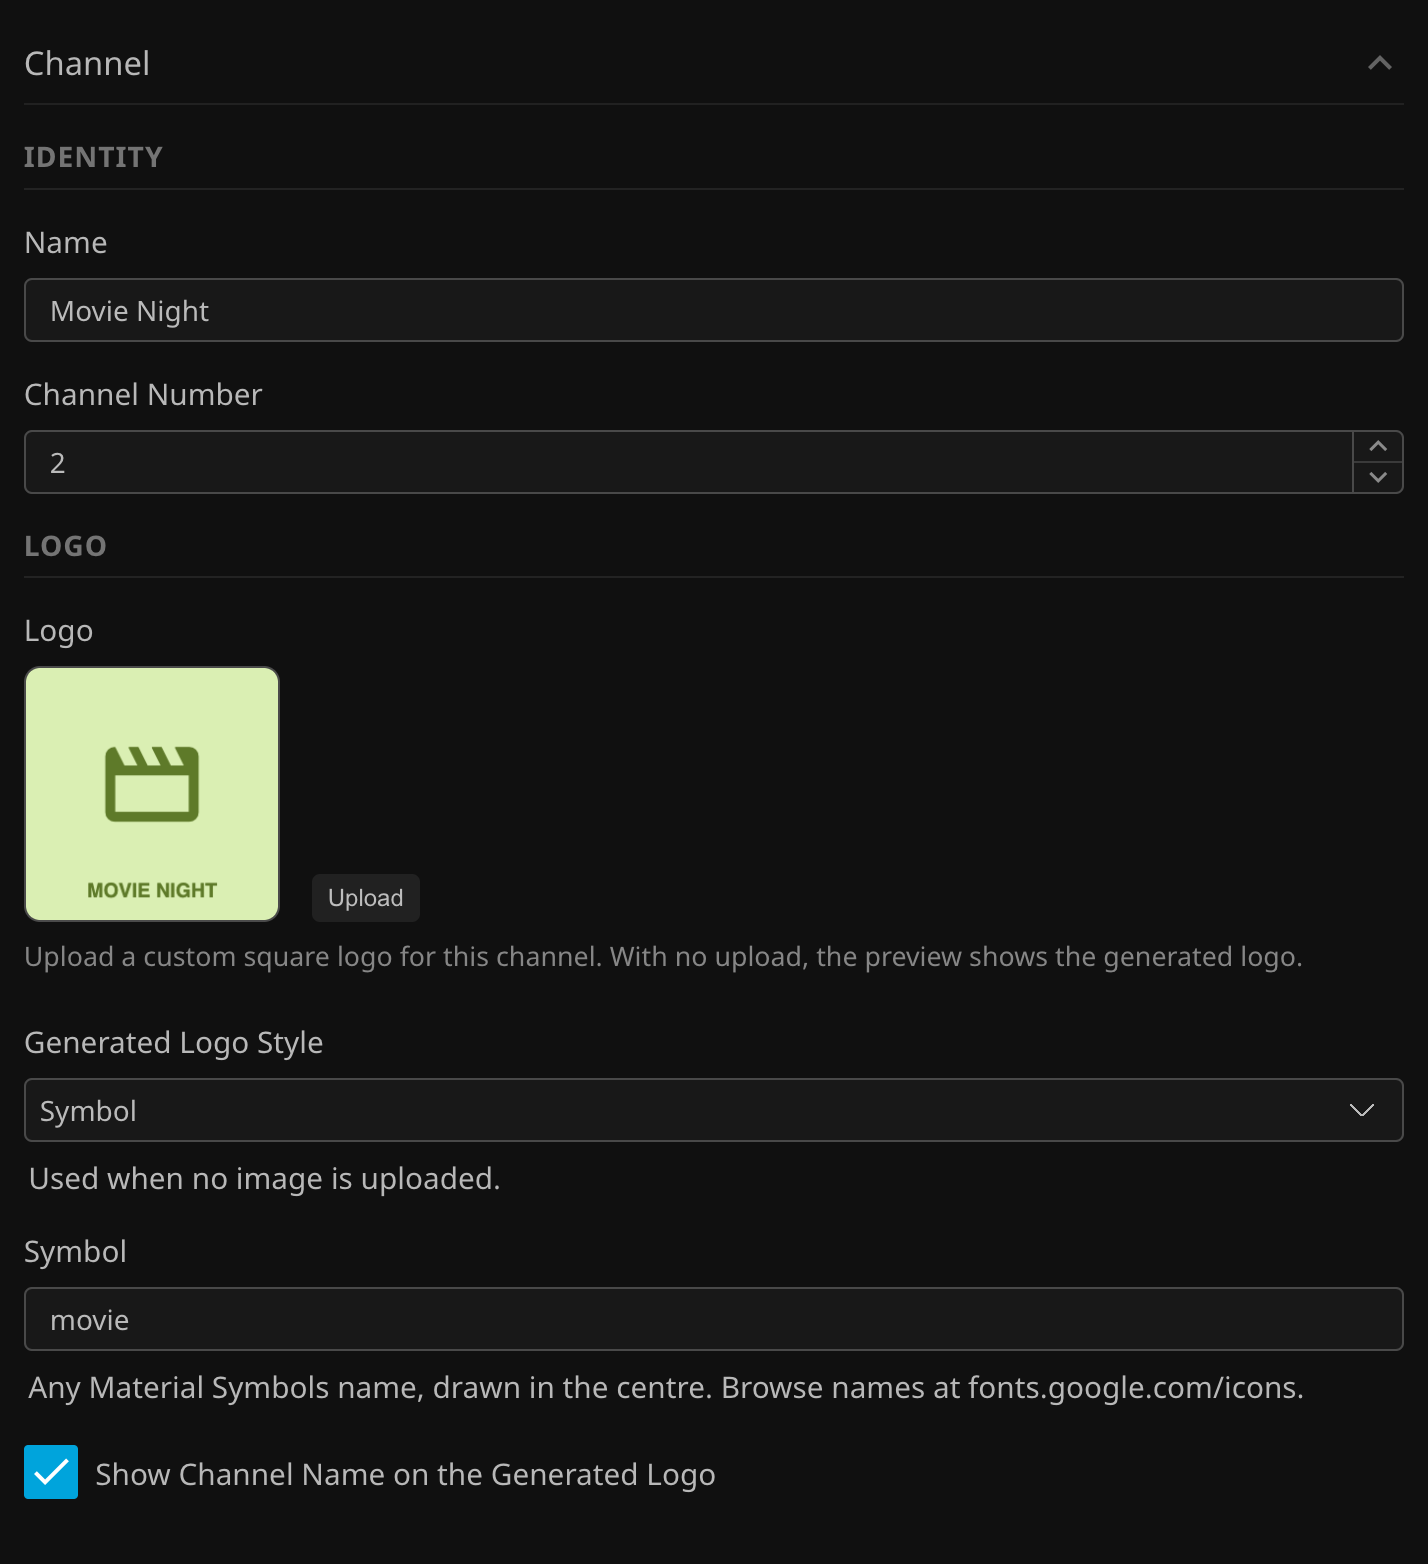 Channel
IDENTITY
Name
Movie Night
Channel Number
2
LOGO
Logo
MOVIE NIGHT
Upload
Upload a custom square logo for this channel. With no upload, the preview shows the generated logo.
Generated Logo Style
Symbol
Used when no image is uploaded.
Symbol
movie
Any Material Symbols name, drawn in the centre. Browse names at fonts.google.com/icons.
Show Channel Name on the Generated Logo